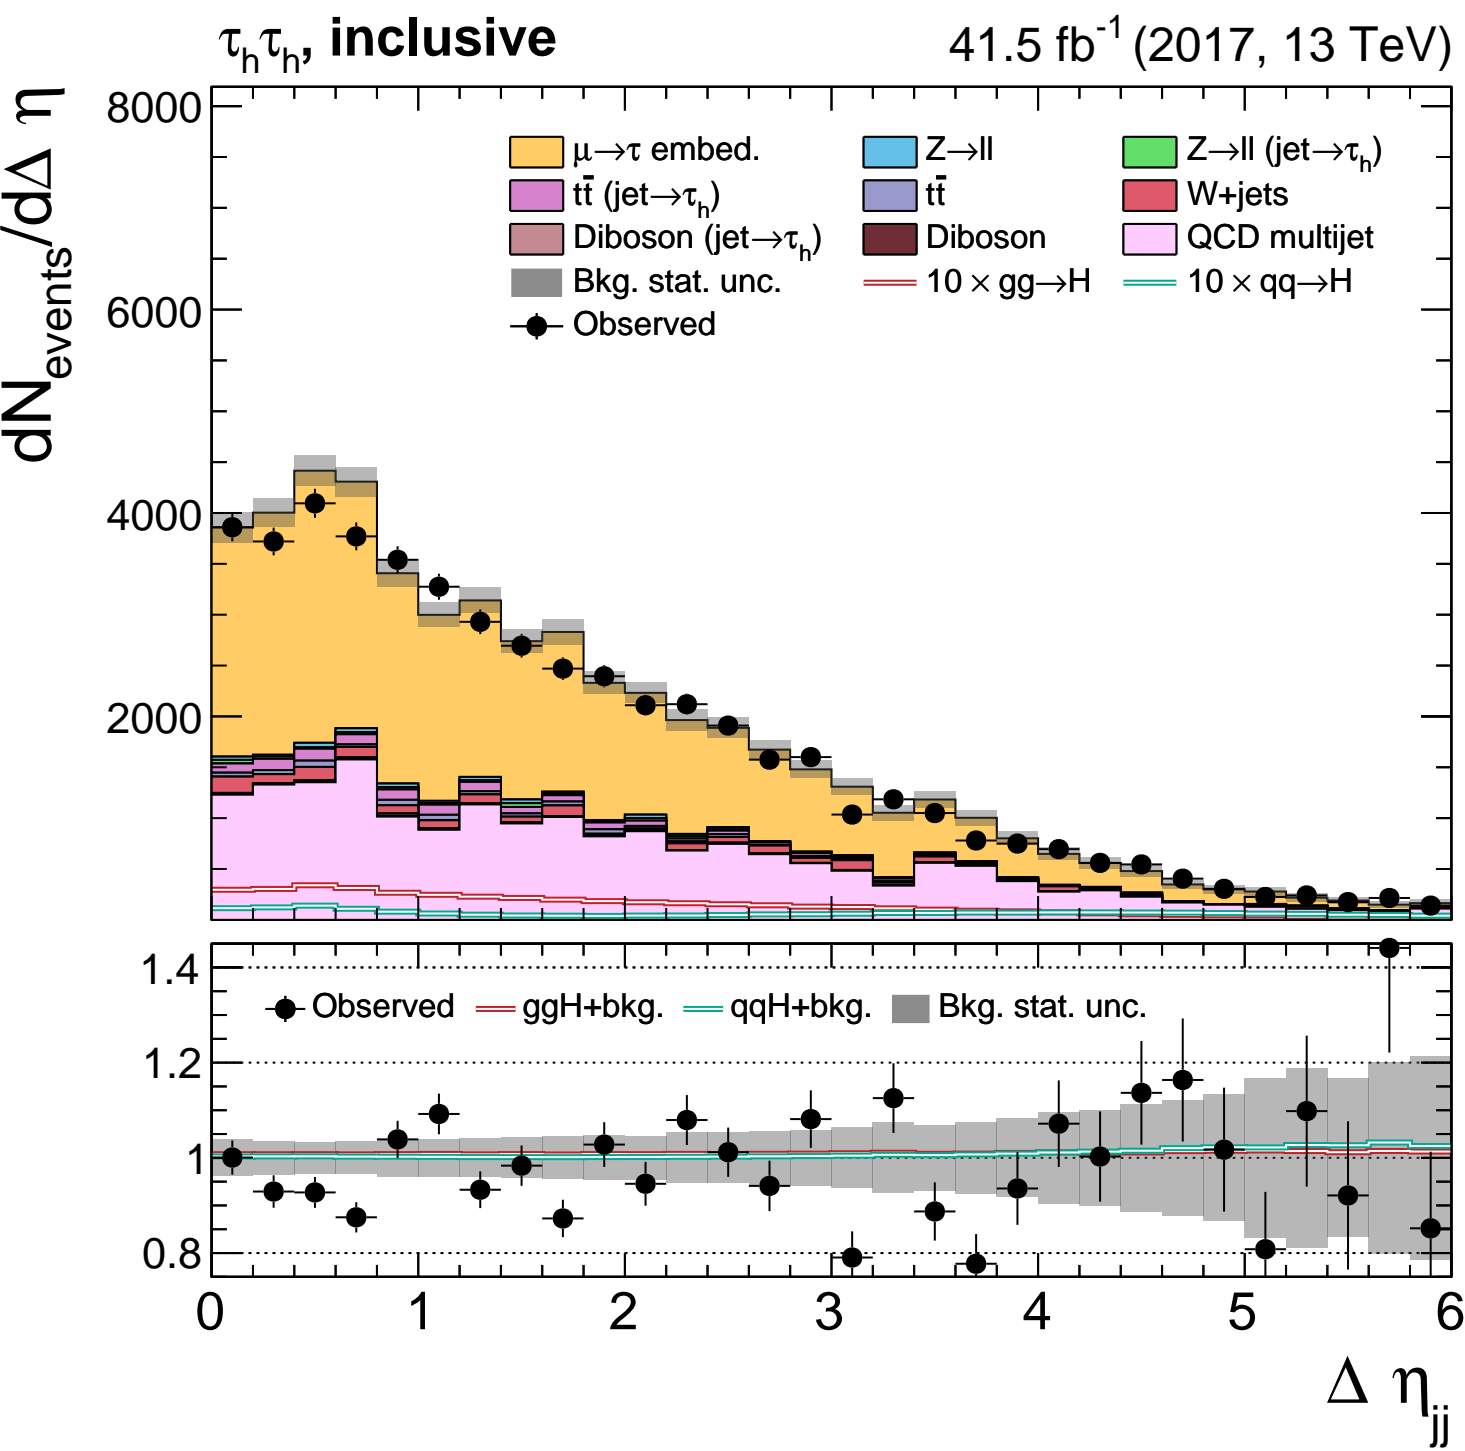 τhτh, inclusive 41.5 fb-1 (2017, 13 TeV)
dNevents/dΔ η
8000
6000
4000
2000
μ→τ embed. Z→ll Z→ll (jet→τh)
tt̄ (jet→τh) tt̄ W+jets
Diboson (jet→τh) Diboson QCD multijet
Bkg. stat. unc. 10 × gg→H 10 × qq→H
Observed
1.4
1.2
1
0.8
Observed ggH+bkg. qqH+bkg. Bkg. stat. unc.
0 1 2 3 4 5 6
Δ ηjj